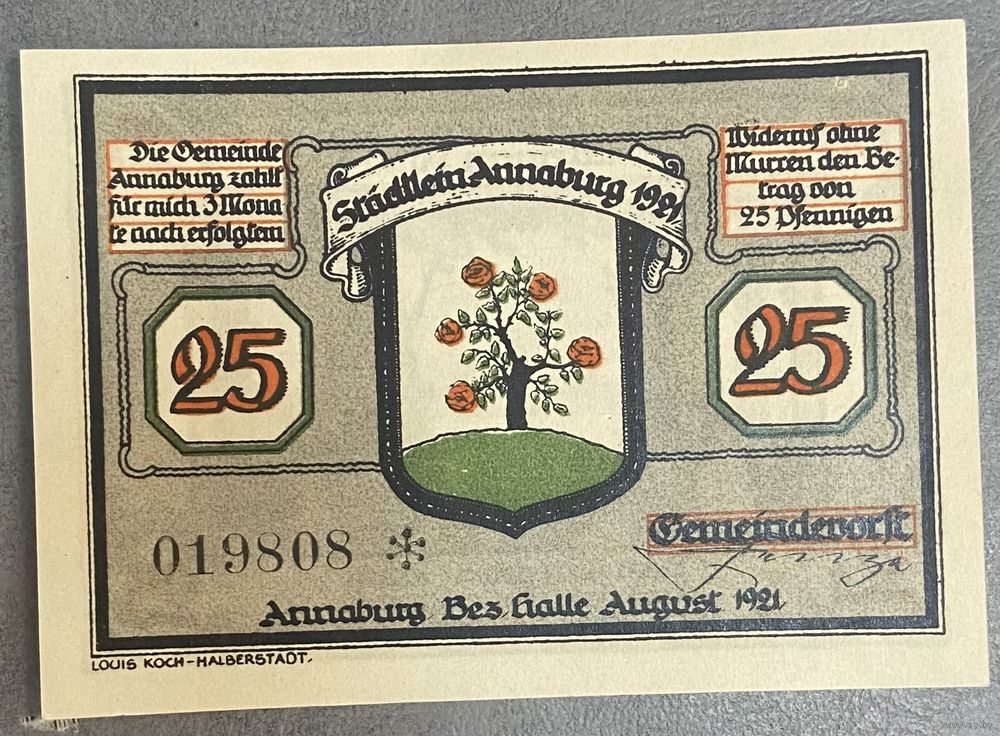 Die Gemeinde
Annaburg zahlt
für mich 3 Mona
te nach erfolgtem
Widerruf ohne
Murren den Be-
trag von
25 Pfennigen
Städtlein Annaburg 1921
25
25
019808
Gemeindevorst
Annaburg Bez Halle August 1921
LOUIS KOCH-HALBERSTADT.